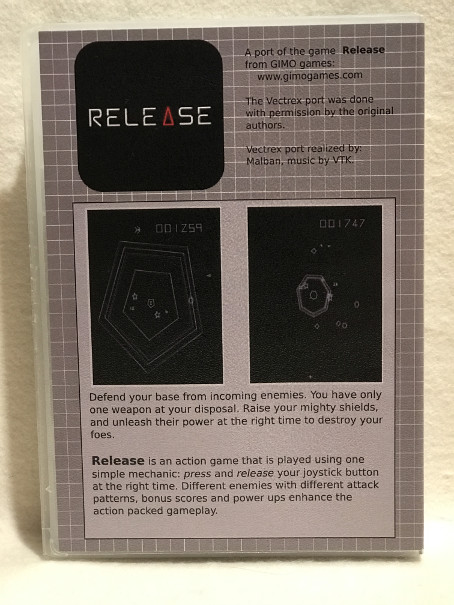 RELEASE
A port of the game Release
from GIMO games:
www.gimogames.com
The Vectrex port was done
with permission by the original
authors.
Vectrex port realized by:
Malban, music by VTK.
001259
001747
Defend your base from incoming enemies. You have only
one weapon at your disposal. Raise your mighty shields,
and unleash their power at the right time to destroy your
foes.
Release is an action game that is played using one
simple mechanic: press and release your joystick button
at the right time. Different enemies with different attack
patterns, bonus scores and power ups enhance the
action packed gameplay.